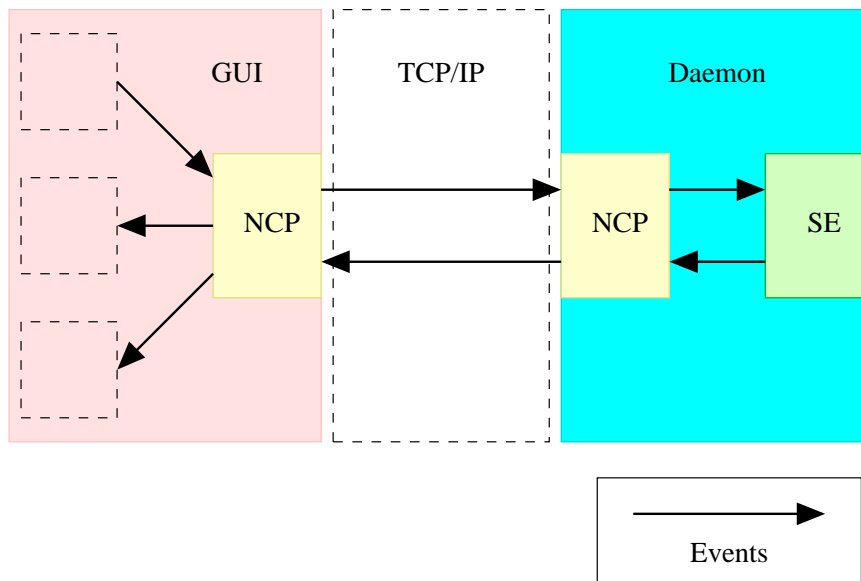 GUI
TCP/IP
Daemon
NCP
NCP
SE
Events